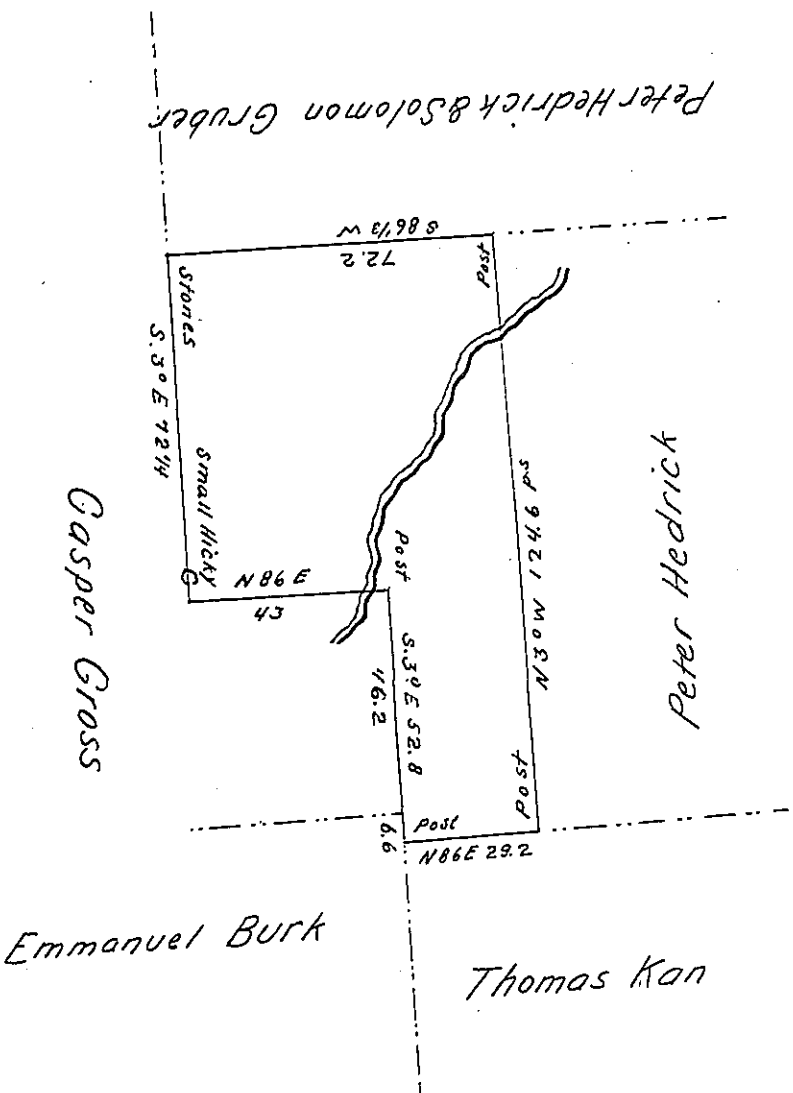 Peter Hedrick & Solomon Gruber
S 86 1/3 W
72.2
Post
Stones
S. 3° E 72 1/4
Small Hicky
N 86 E
43
Post
S. 3° E 52.8
46.2
N 3° W 124.6 Ps
Peter Hedrick
Casper Gross
Post
Post
6.6
N 86 E 29.2
Emmanuel Burk
Thomas Kan